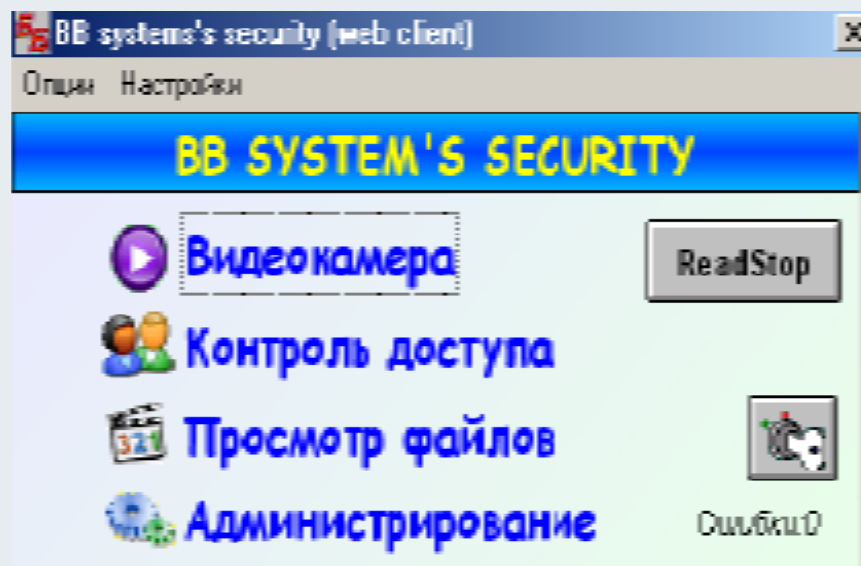 BB systems's security (web client)
Опции Настройки
BB SYSTEM'S SECURITY
Видеокамера
ReadStop
Контроль доступа
321
Просмотр файлов
Администрирование
Ошибки:0